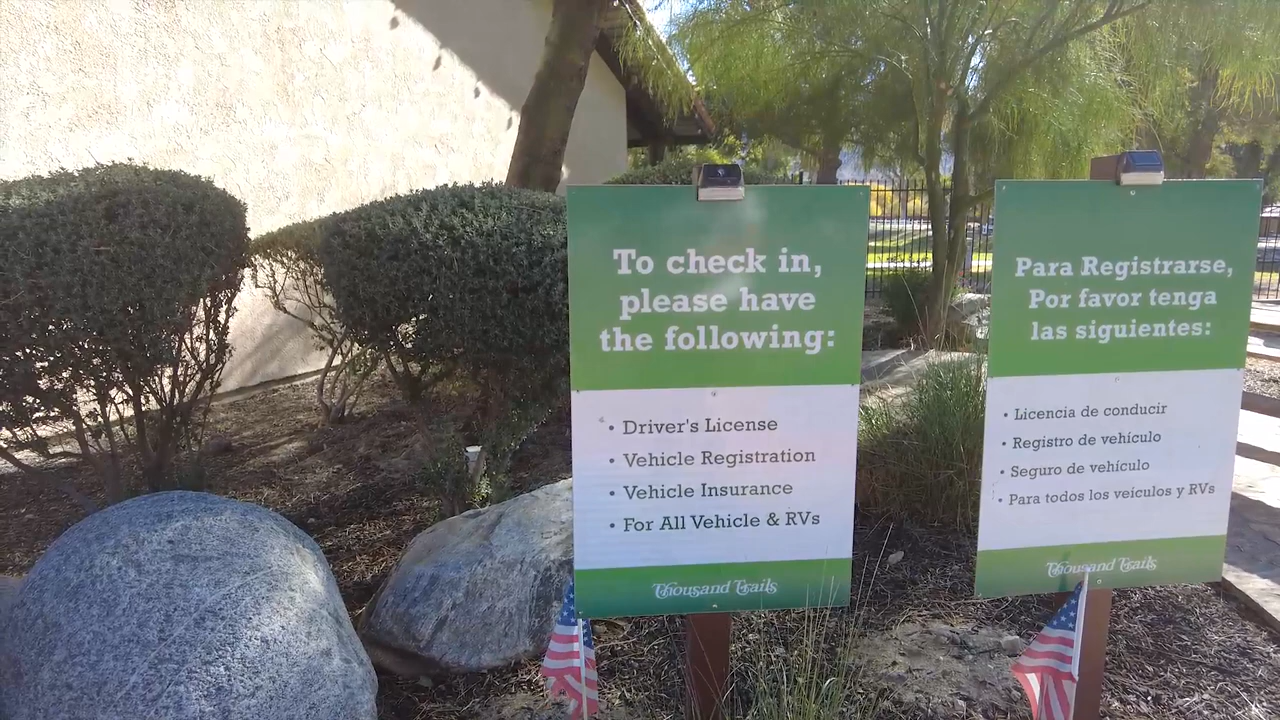 To check in,
please have
the following:
• Driver's License
• Vehicle Registration
• Vehicle Insurance
• For All Vehicle & RVs
Thousand Trails
Para Registrarse,
Por favor tenga
las siguientes:
• Licencia de conducir
• Registro de vehículo
• Seguro de vehículo
• Para todos los veículos y RVs
Thousand Trails